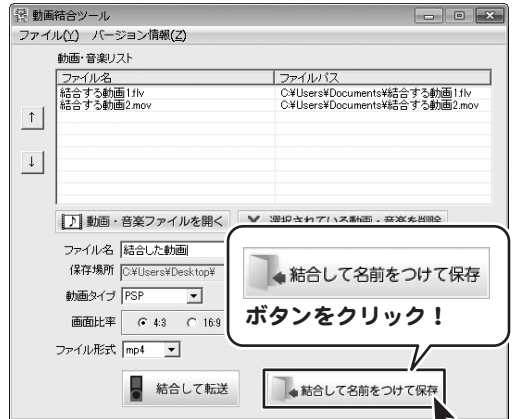 動画結合ツール
ファイル(Y) バージョン情報(Z)
動画・音楽リスト
ファイル名 ファイルパス
結合する動画1.flv C:¥Users¥Documents¥結合する動画1.flv
結合する動画2.mov C:¥Users¥Documents¥結合する動画2.mov
↑
↓
動画・音楽ファイルを開く 選択されている動画・音楽を削除
ファイル名 結合した動画
保存場所 C:¥Users¥Desktop¥
動画タイプ PSP
画面比率 4:3 16:9
ファイル形式 mp4
結合して名前をつけて保存
ボタンをクリック！
結合して転送 結合して名前をつけて保存